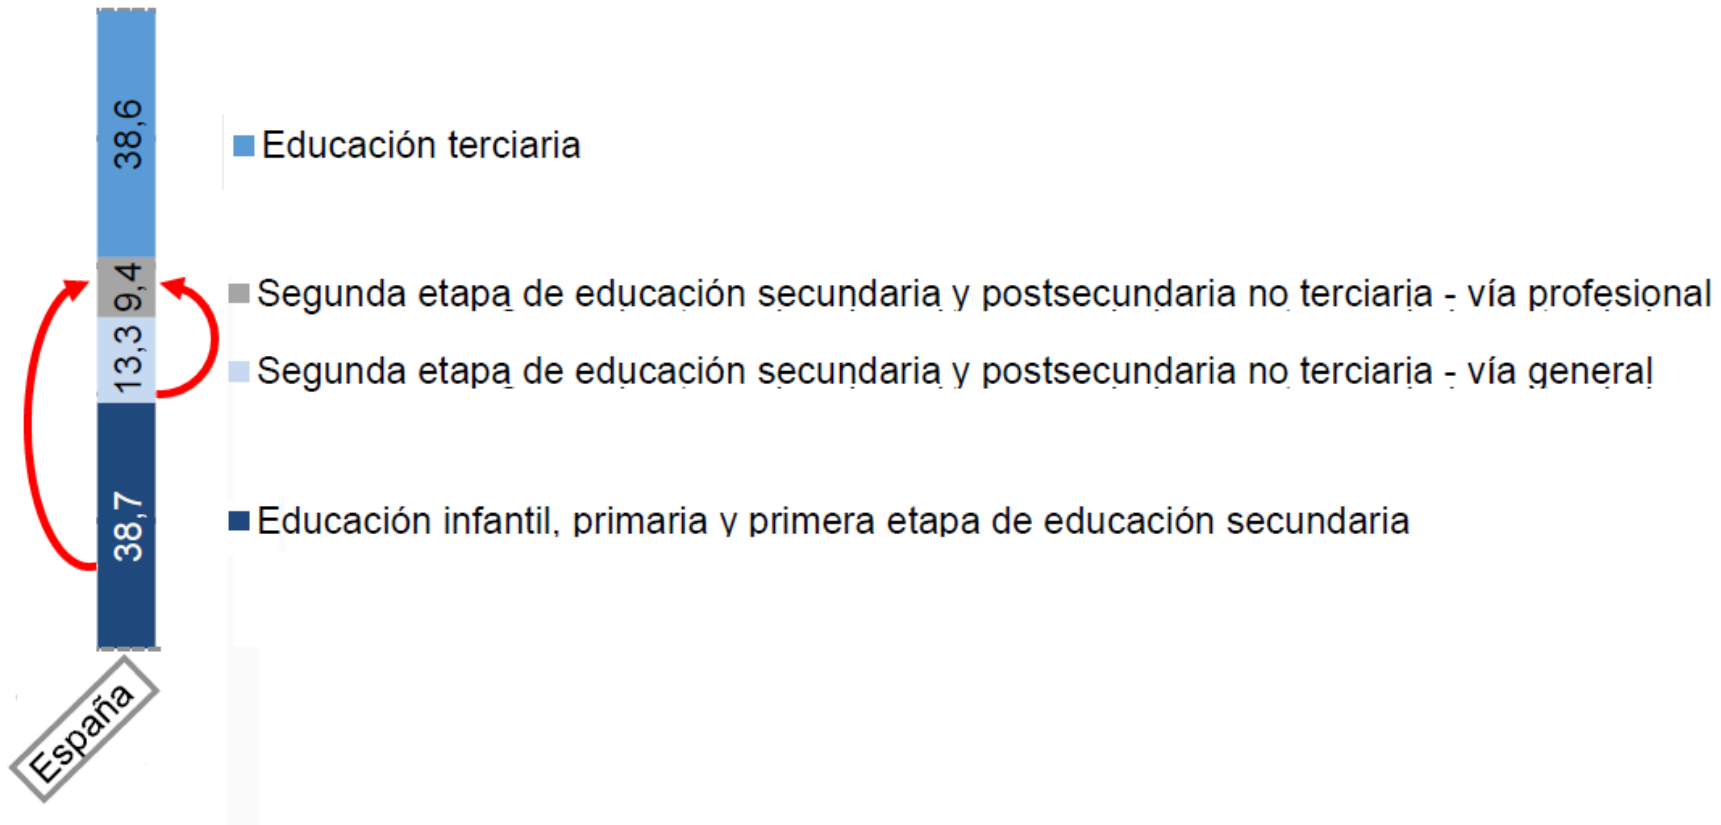 38,6
Educación terciaria
9,4
Segunda etapa de educación secundaria y postsecundaria no terciaria - vía profesional
13,3
Segunda etapa de educación secundaria y postsecundaria no terciaria - vía general
38,7
Educación infantil, primaria y primera etapa de educación secundaria
España